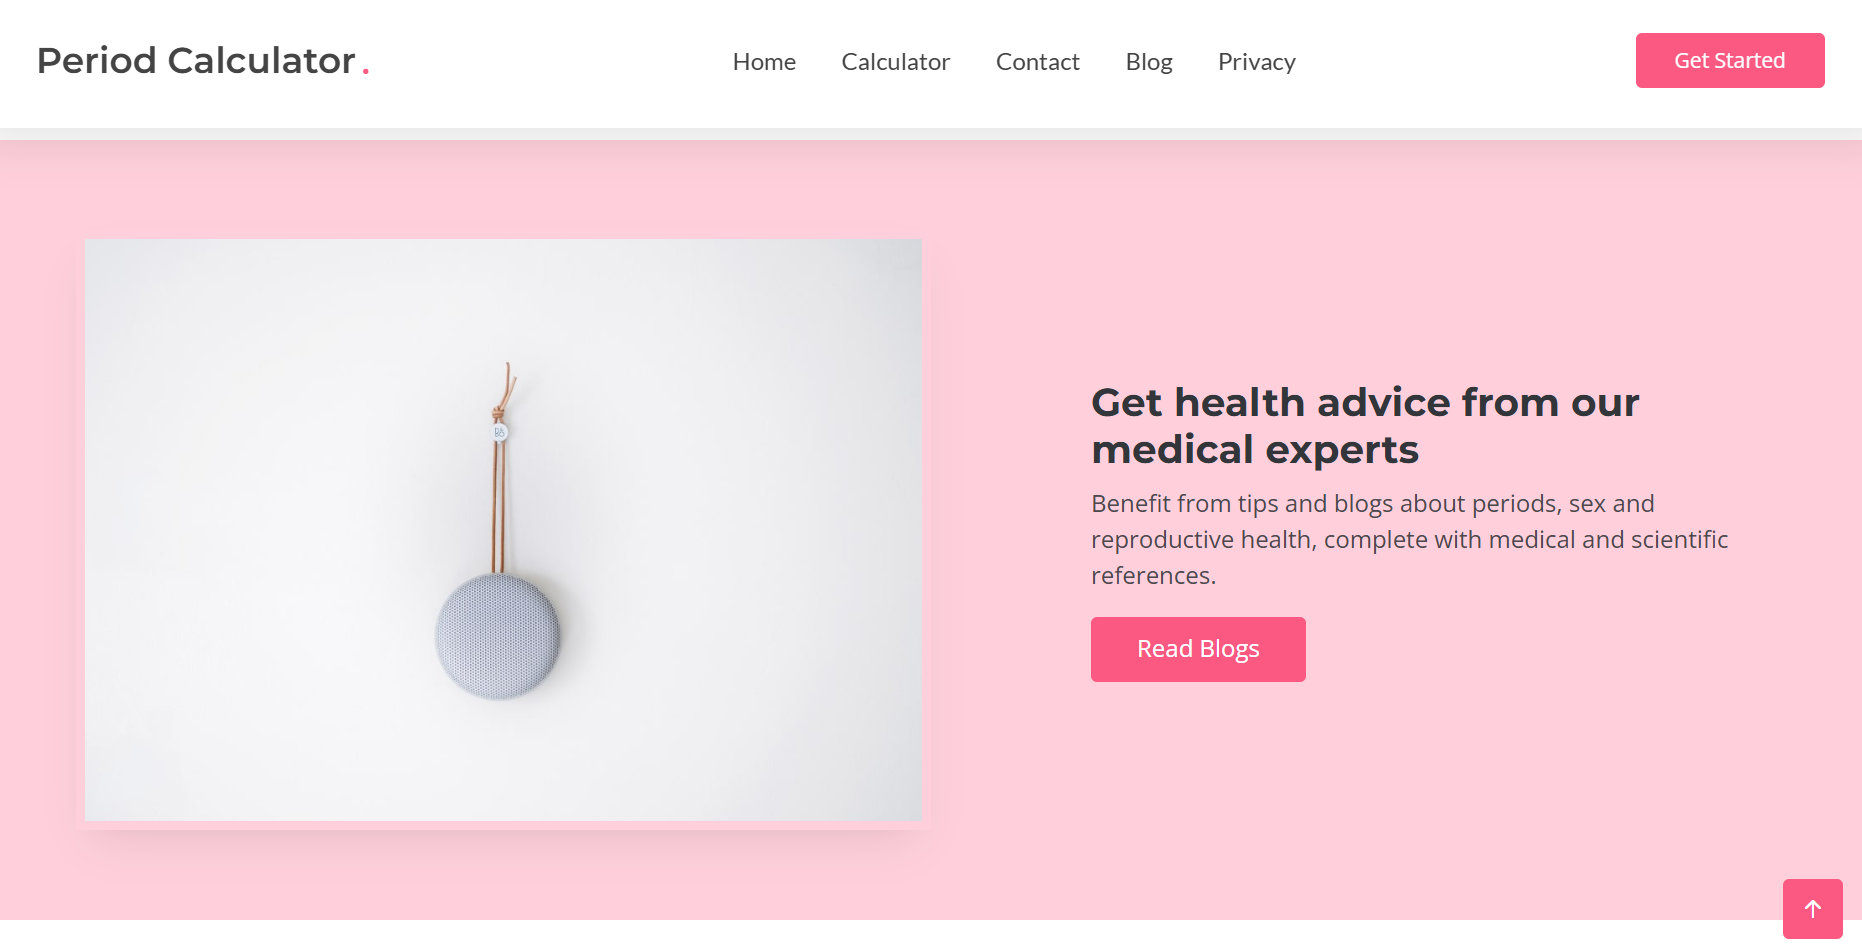 Period Calculator.
Home Calculator Contact Blog Privacy
Get Started
Get health advice from our
medical experts
Benefit from tips and blogs about periods, sex and
reproductive health, complete with medical and scientific
references.
Read Blogs